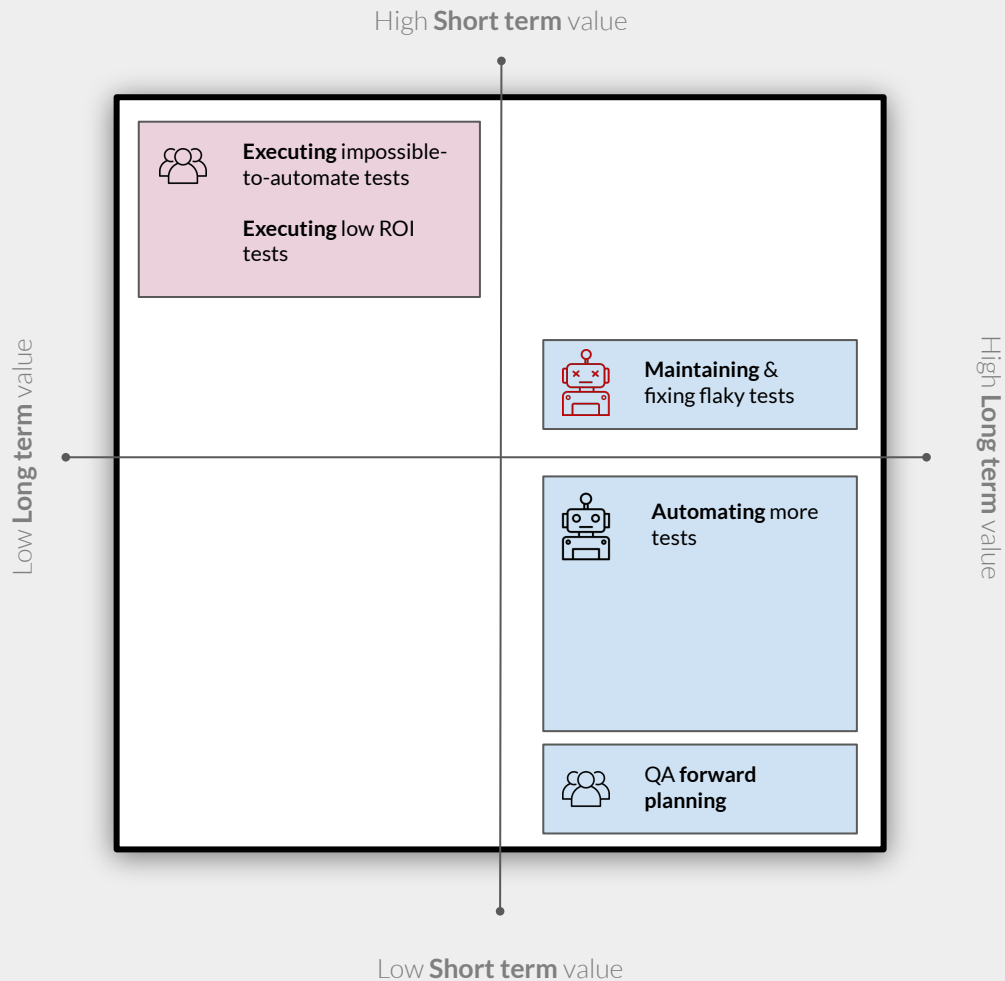 High Short term value
Executing impossible-
to-automate tests
Executing low ROI
tests
Low Long term value
High Long term value
Maintaining &
fixing flaky tests
Automating more
tests
QA forward
planning
Low Short term value